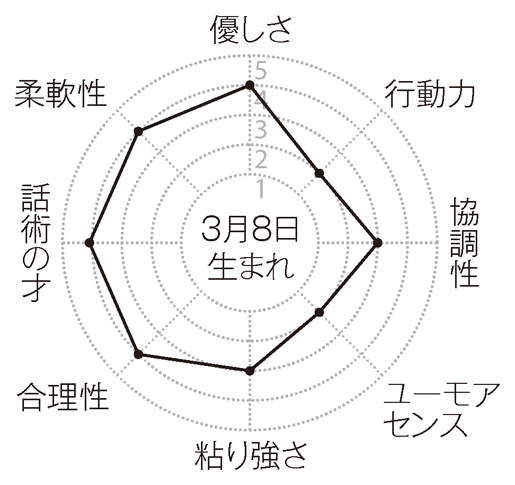 優しさ
行動力
協調性
ユーモア
センス
粘り強さ
合理性
話術の才
柔軟性
5
4
3
2
1
3月8日
生まれ